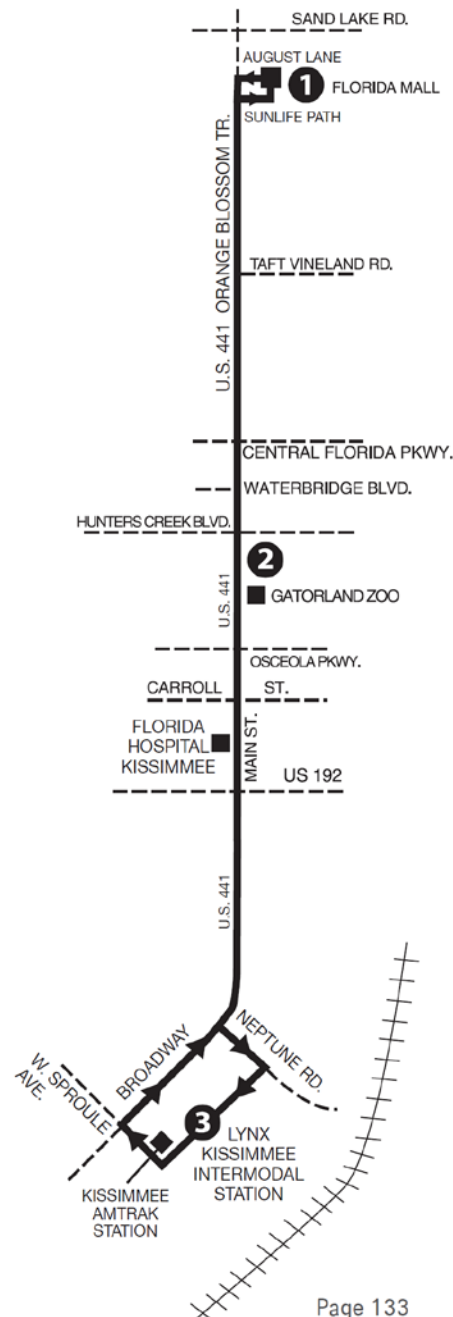 SAND LAKE RD.
AUGUST LANE
1
FLORIDA MALL
SUNLIFE PATH
U.S. 441 ORANGE BLOSSOM TR.
TAFT VINELAND RD.
CENTRAL FLORIDA PKWY.
WATERBRIDGE BLVD.
HUNTERS CREEK BLVD.
2
U.S. 441
GATORLAND ZOO
OSCEOLA PKWY.
CARROLL ST.
FLORIDA
HOSPITAL
KISSIMMEE
MAIN ST.
US 192
U.S. 441
BROADWAY
NEPTUNE RD.
W. SPROULE
AVE.
3
LYNX
KISSIMMEE
INTERMODAL
STATION
KISSIMMEE
AMTRAK
STATION
Page 133